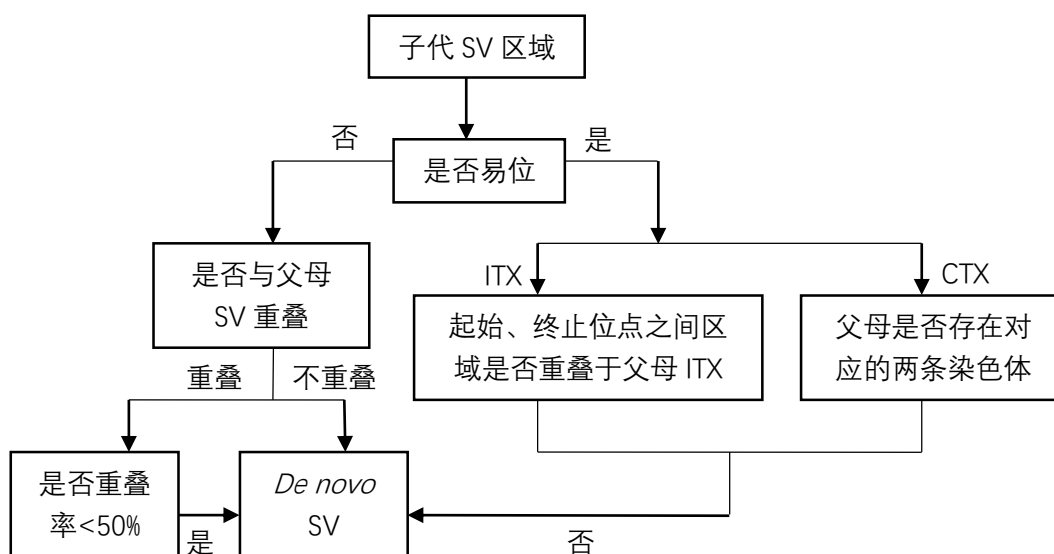 子代 SV 区域
否
是
是否易位
是否与父母
SV 重叠
ITX
CTX
起始、终止位点之间区
域是否重叠于父母 ITX
父母是否存在对
应的两条染色体
重叠
不重叠
是否重叠
率<50%
是
De novo
SV
否